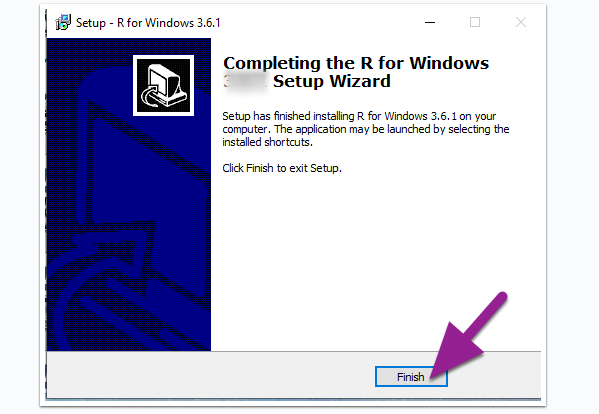 Setup - R for Windows 3.6.1
Completing the R for Windows
Setup Wizard
Setup has finished installing R for Windows 3.6.1 on your
computer. The application may be launched by selecting the
installed shortcuts.
Click Finish to exit Setup.
Finish